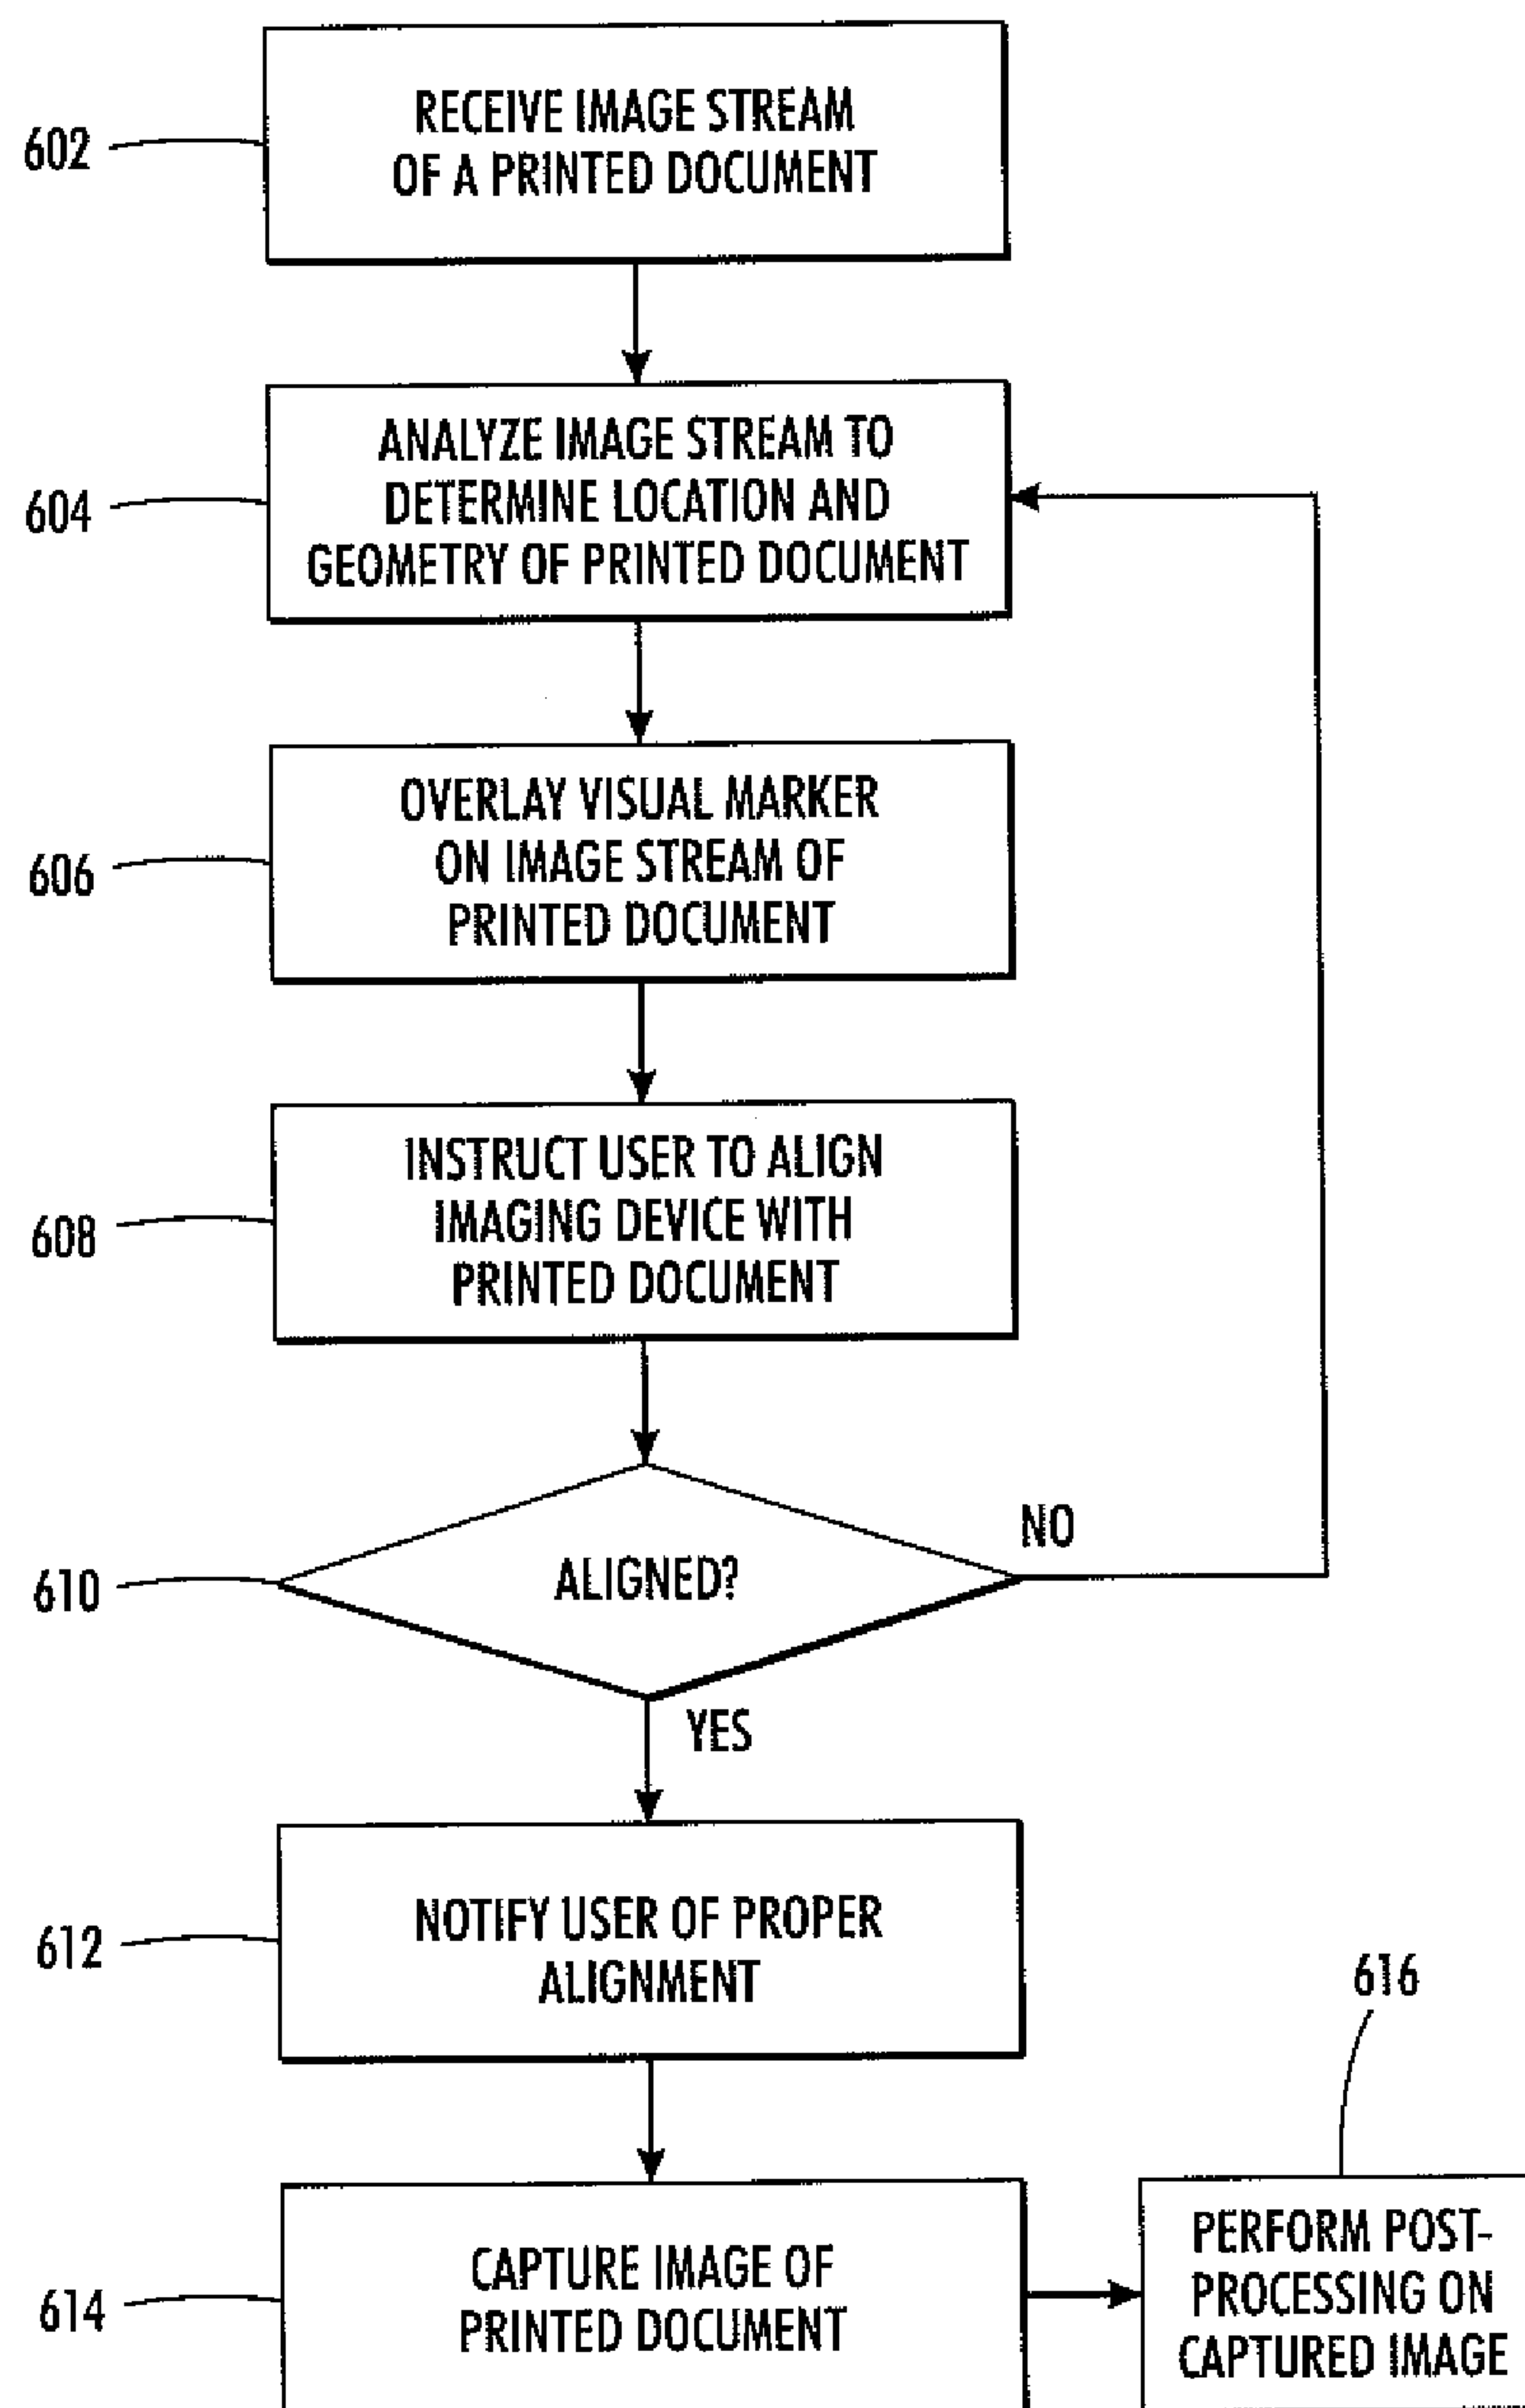 602
RECEIVE IMAGE STREAM
OF A PRINTED DOCUMENT
604
ANALYZE IMAGE STREAM TO
DETERMINE LOCATION AND
GEOMETRY OF PRINTED DOCUMENT
606
OVERLAY VISUAL MARKER
ON IMAGE STREAM OF
PRINTED DOCUMENT
608
INSTRUCT USER TO ALIGN
IMAGING DEVICE WITH
PRINTED DOCUMENT
610
ALIGNED?
NO
YES
612
NOTIFY USER OF PROPER
ALIGNMENT
614
CAPTURE IMAGE OF
PRINTED DOCUMENT
616
PERFORM POST-
PROCESSING ON
CAPTURED IMAGE